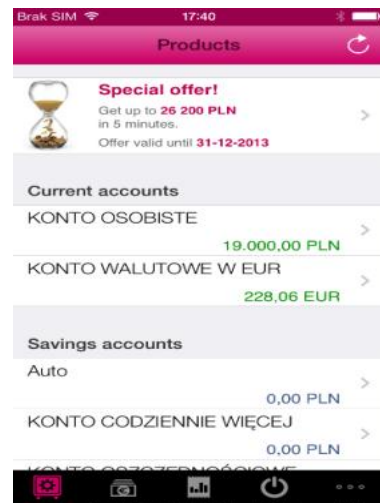 Brak SIM 17:40
Products
Special offer!
Get up to 26 200 PLN
in 5 minutes.
Offer valid until 31-12-2013
Current accounts
KONTO OSOBISTE
19.000,00 PLN
KONTO WALUTOWE W EUR
228,06 EUR
Savings accounts
Auto
0,00 PLN
KONTO CODZIENNIE WIĘCEJ
0,00 PLN
KONTO